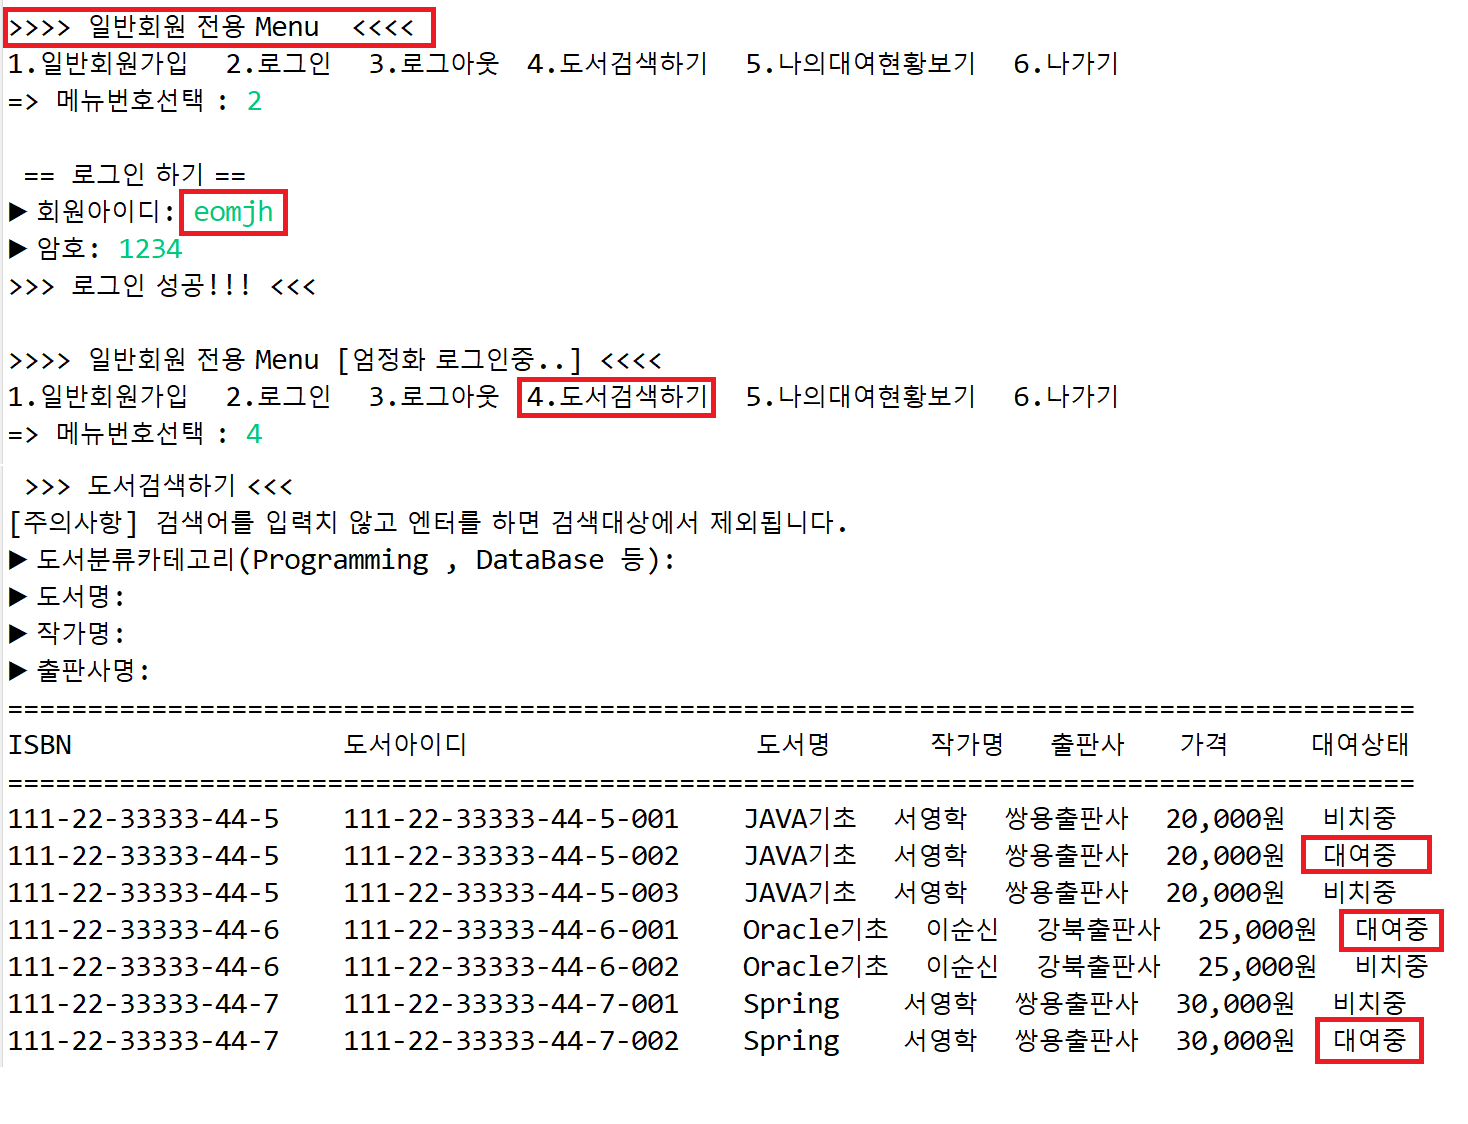 >>>> 일반회원 전용 Menu  <<<<
1.일반회원가입  2.로그인  3.로그아웃  4.도서검색하기  5.나의대여현황보기  6.나가기
=> 메뉴번호선택 : 2
== 로그인 하기 ==
▶ 회원아이디: eomjh
▶ 암호: 1234
>>> 로그인 성공!!! <<<
>>>> 일반회원 전용 Menu [엄정화 로그인중..] <<<<
1.일반회원가입  2.로그인  3.로그아웃  4.도서검색하기  5.나의대여현황보기  6.나가기
=> 메뉴번호선택 : 4
>>> 도서검색하기 <<<
[주의사항] 검색어를 입력치 않고 엔터를 하면 검색대상에서 제외됩니다.
▶ 도서분류카테고리(Programming , DataBase 등):
▶ 도서명:
▶ 작가명:
▶ 출판사명:
========================================================================================
ISBN  도서아이디  도서명  작가명  출판사  가격  대여상태
========================================================================================
111-22-33333-44-5  111-22-33333-44-5-001  JAVA기초  서영학  쌍용출판사  20,000원  비치중
111-22-33333-44-5  111-22-33333-44-5-002  JAVA기초  서영학  쌍용출판사  20,000원  대여중
111-22-33333-44-5  111-22-33333-44-5-003  JAVA기초  서영학  쌍용출판사  20,000원  비치중
111-22-33333-44-6  111-22-33333-44-6-001  Oracle기초  이순신  강북출판사  25,000원  대여중
111-22-33333-44-6  111-22-33333-44-6-002  Oracle기초  이순신  강북출판사  25,000원  비치중
111-22-33333-44-7  111-22-33333-44-7-001  Spring  서영학  쌍용출판사  30,000원  비치중
111-22-33333-44-7  111-22-33333-44-7-002  Spring  서영학  쌍용출판사  30,000원  대여중